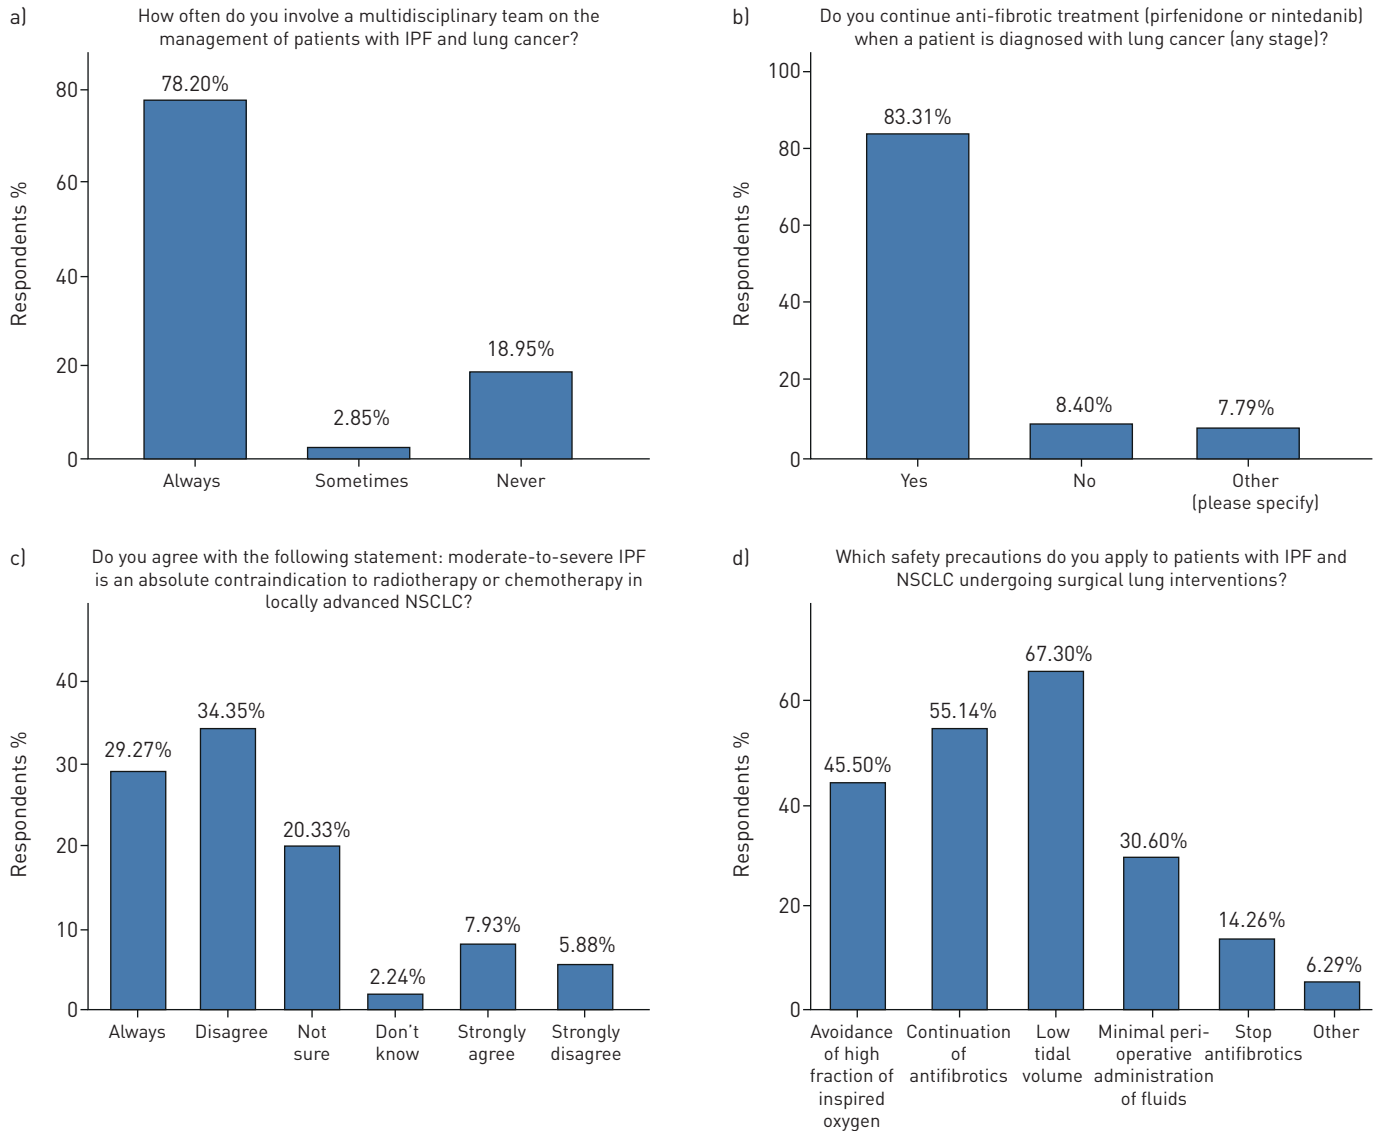 a)
How often do you involve a multidisciplinary team on the
management of patients with IPF and lung cancer?
Respondents %
80
60
40
20
0
78.20%
2.85%
18.95%
Always
Sometimes
Never
b)
Do you continue anti-fibrotic treatment (pirfenidone or nintedanib)
when a patient is diagnosed with lung cancer (any stage)?
Respondents %
100
80
60
40
20
0
83.31%
8.40%
7.79%
Yes
No
Other
(please specify)
c)
Do you agree with the following statement: moderate-to-severe IPF
is an absolute contraindication to radiotherapy or chemotherapy in
locally advanced NSCLC?
Respondents %
40
30
20
10
0
29.27%
34.35%
20.33%
2.24%
7.93%
5.88%
Always
Disagree
Not
sure
Don't
know
Strongly
agree
Strongly
disagree
d)
Which safety precautions do you apply to patients with IPF and
NSCLC undergoing surgical lung interventions?
Respondents %
60
40
20
0
45.50%
55.14%
67.30%
30.60%
14.26%
6.29%
Avoidance
of high
fraction of
inspired
oxygen
Continuation
of
antifibrotics
Low
tidal
volume
Minimal peri-
operative
administration
of fluids
Stop
antifibrotics
Other